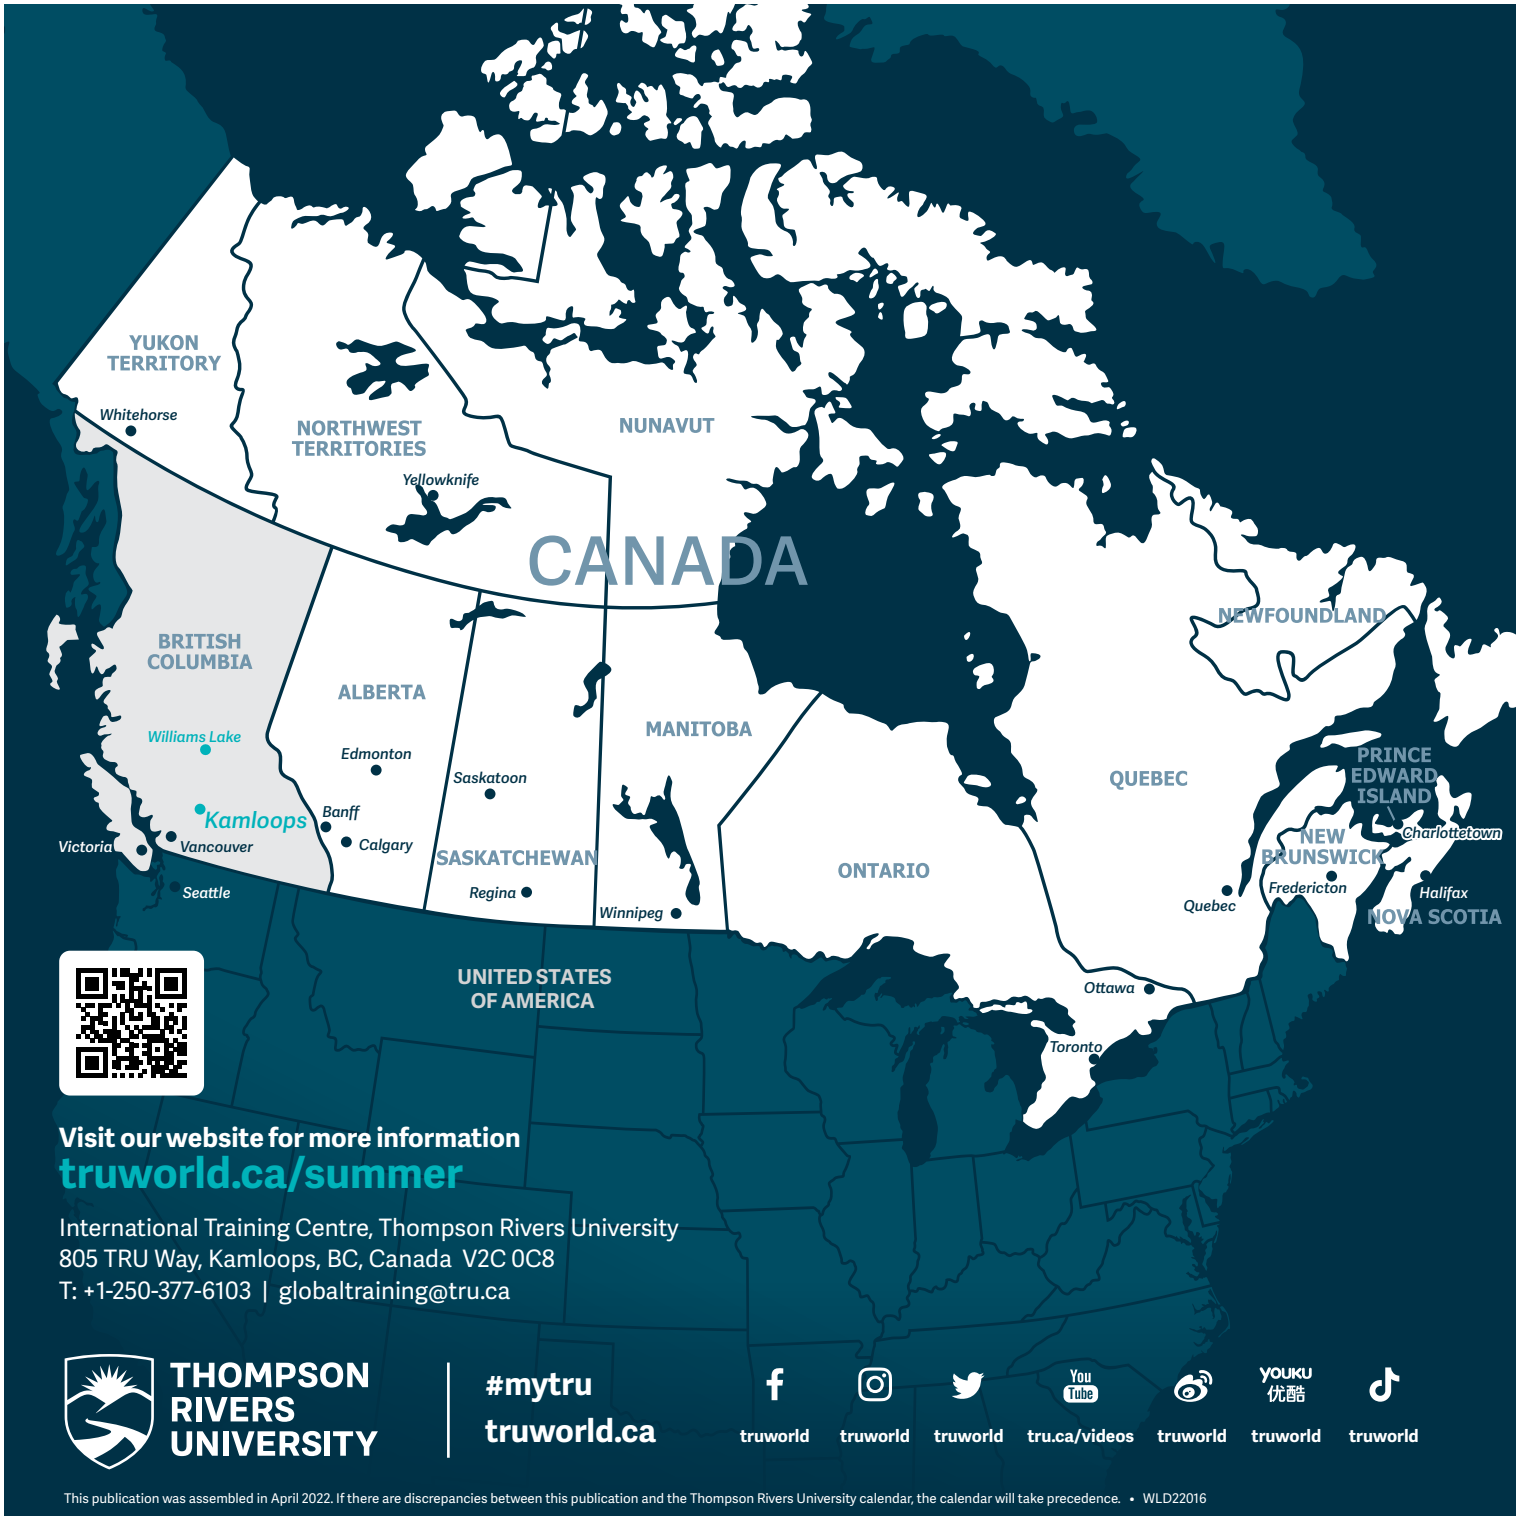 YUKON
TERRITORY
Whitehorse
NORTHWEST
TERRITORIES
Yellowknife
NUNAVUT
CANADA
BRITISH
COLUMBIA
Williams Lake
Kamloops
Victoria
Vancouver
Seattle
ALBERTA
Edmonton
Banff
Calgary
Saskatoon
SASKATCHEWAN
Regina
MANITOBA
Winnipeg
ONTARIO
Ottawa
Toronto
QUEBEC
Quebec
NEWFOUNDLAND
PRINCE
EDWARD
ISLAND
Charlottetown
NEW
BRUNSWICK
Fredericton
Halifax
NOVA SCOTIA
UNITED STATES
OF AMERICA
Visit our website for more information
truworld.ca/summer
International Training Centre, Thompson Rivers University
805 TRU Way, Kamloops, BC, Canada V2C 0C8
T: +1-250-377-6103 | globaltraining@tru.ca
THOMPSON
RIVERS
UNIVERSITY
#mytru
truworld.ca
You
Tube
YOUKU
优酷
truworld truworld truworld tru.ca/videos truworld truworld truworld
This publication was assembled in April 2022. If there are discrepancies between this publication and the Thompson Rivers University calendar, the calendar will take precedence. • WLD22016